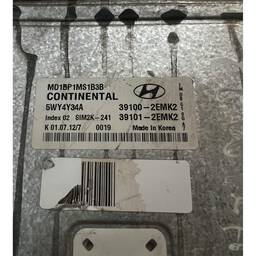 MD1BP1MS1B3B
CONTINENTAL
5WY4Y34A 39100-2EMK2
Index 02 SIM2K-241 39101-2EMK2
K 01.07.12/7 0019 Made in Korea